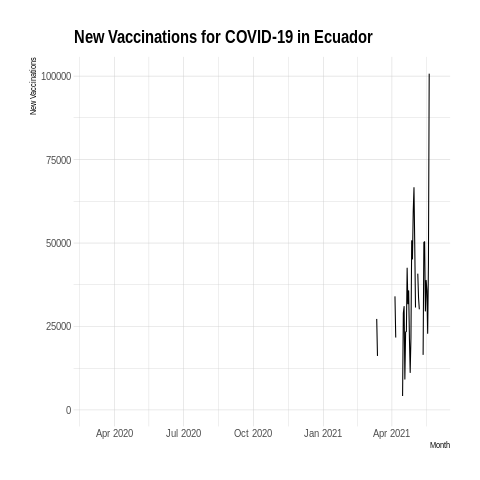 New Vaccinations for COVID-19 in Ecuador
New Vaccinations
100000
75000
50000
25000
0
Apr 2020 Jul 2020 Oct 2020 Jan 2021 Apr 2021
Month